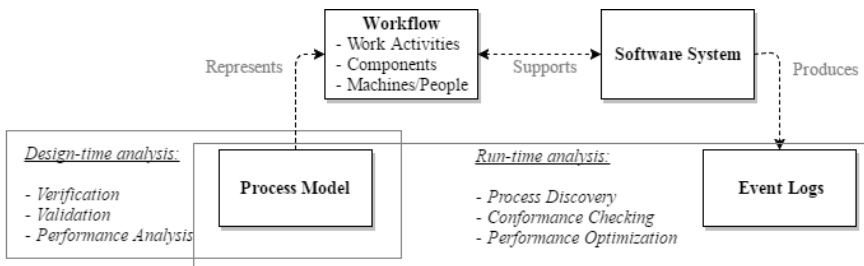 Workflow
- Work Activities
- Components
- Machines/People
Represents
Supports
Software System
Produces
Design-time analysis:
- Verification
- Validation
- Performance Analysis
Process Model
Run-time analysis:
- Process Discovery
- Conformance Checking
- Performance Optimization
Event Logs